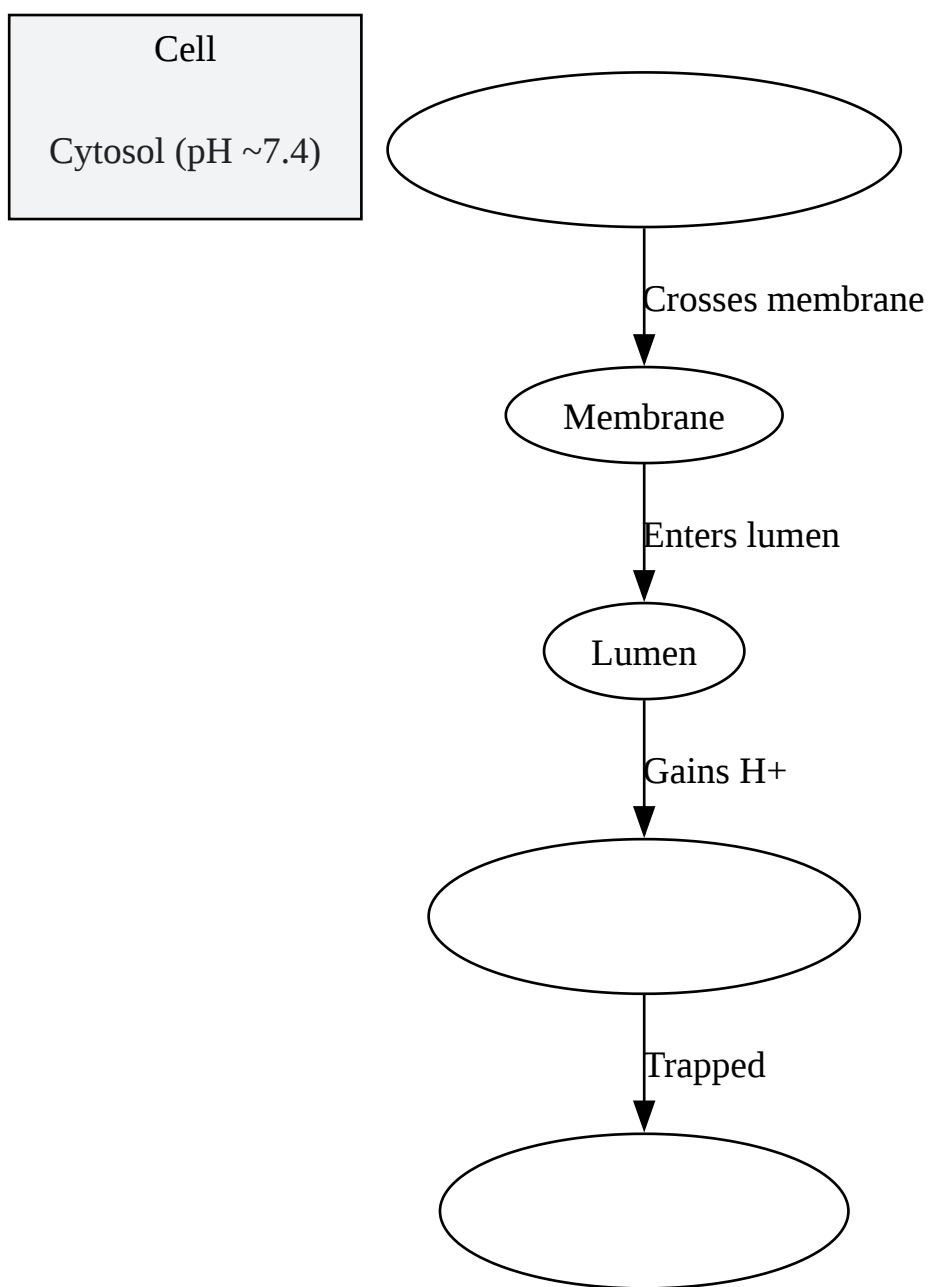 Cell
Cytosol (pH ~7.4)
Crosses membrane
Membrane
Enters lumen
Lumen
Gains H+
Trapped